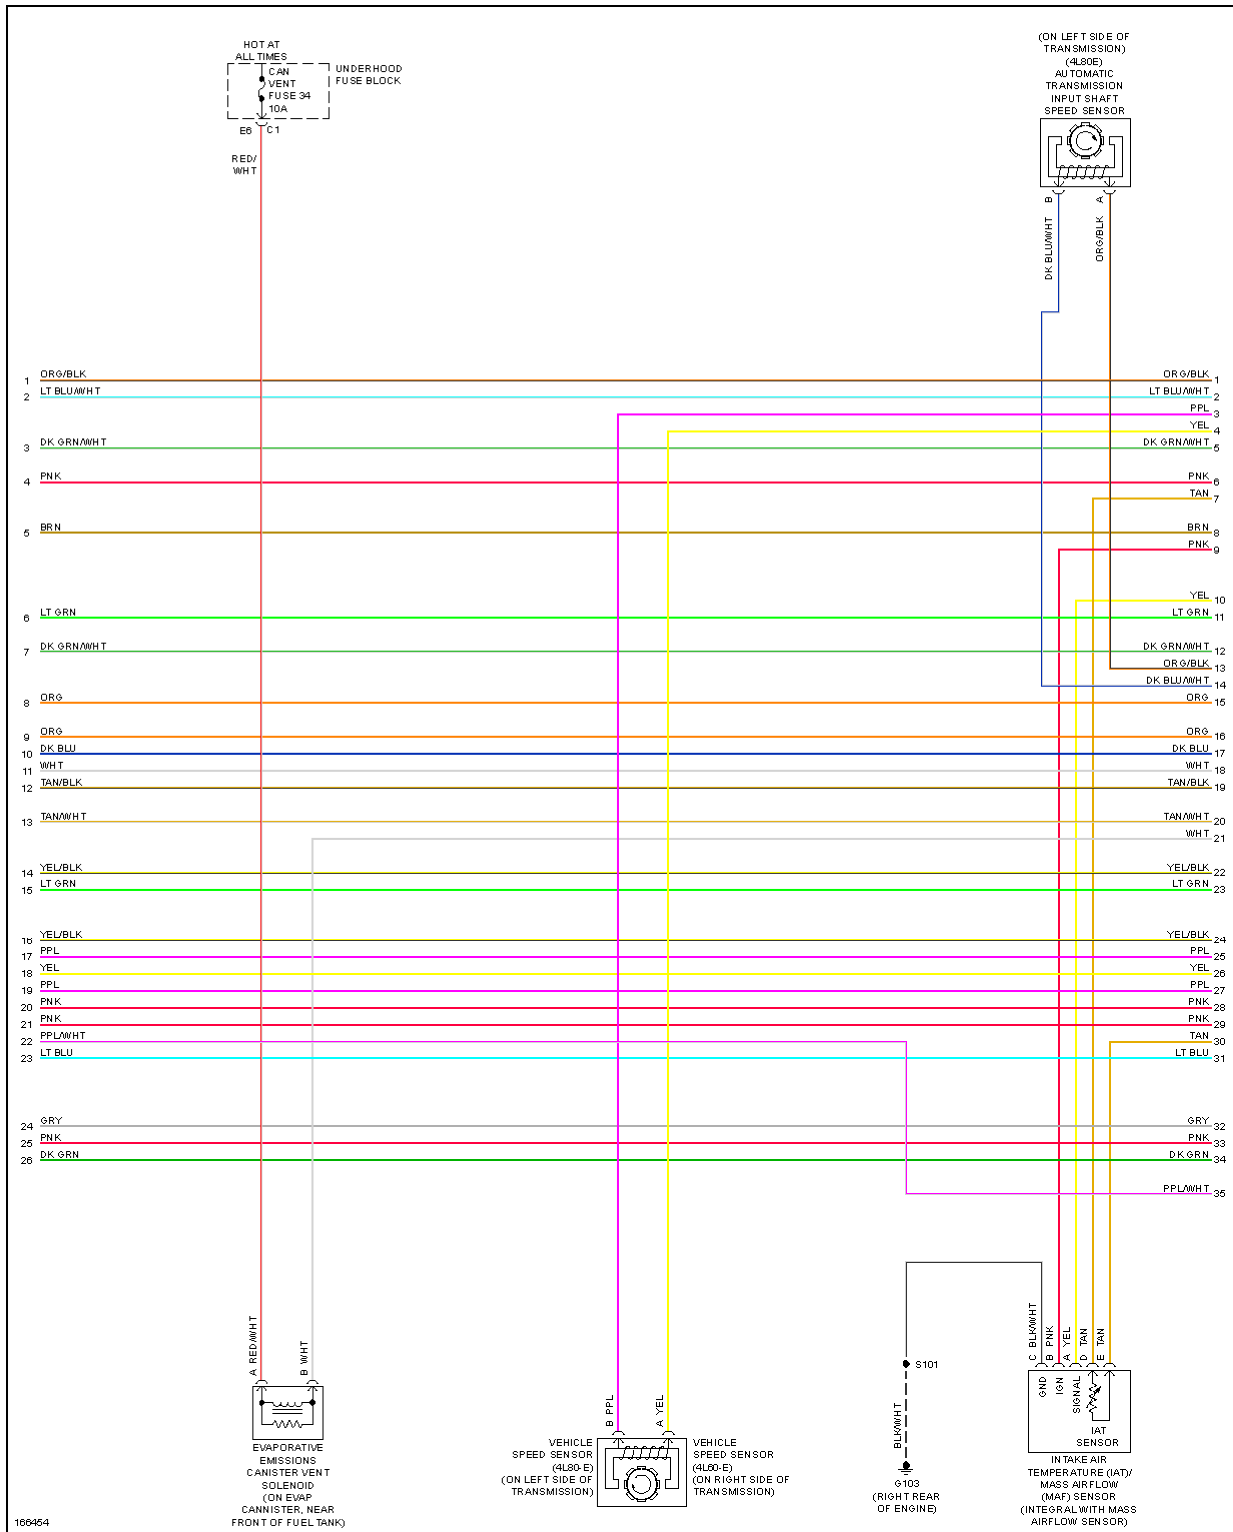 HOT AT
ALL TIMES
CAN
VENT
FUSE 34
10A
UNDERHOOD
FUSE BLOCK
E6 C1
RED/
WHT
(ON LEFT SIDE OF
TRANSMISSION)
(4L80E)
AUTOMATIC
TRANSMISSION
INPUT SHAFT
SPEED SENSOR
B
A
DK BLU/WHT
ORG/BLK
1 ORG/BLK ORG/BLK 1
2 LT BLU/WHT LT BLU/WHT 2
PPL 3
YEL 4
3 DK GRN/WHT DK GRN/WHT 5
4 PNK PNK 6
TAN 7
5 BRN BRN 8
PNK 9
YEL 10
6 LT GRN LT GRN 11
7 DK GRN/WHT DK GRN/WHT 12
ORG/BLK 13
DK BLU/WHT 14
8 ORG ORG 15
9 ORG ORG 16
10 DK BLU DK BLU 17
11 WHT WHT 18
12 TAN/BLK TAN/BLK 19
13 TAN/WHT TAN/WHT 20
WHT 21
14 YEL/BLK YEL/BLK 22
15 LT GRN LT GRN 23
16 YEL/BLK YEL/BLK 24
17 PPL PPL 25
18 YEL YEL 26
19 PPL PPL 27
20 PNK PNK 28
21 PNK PNK 29
22 PPL/WHT TAN 30
23 LT BLU LT BLU 31
24 GRY GRY 32
25 PNK PNK 33
26 DK GRN DK GRN 34
PPL/WHT 35
A RED/WHT
B WHT
EVAPORATIVE
EMISSIONS
CANISTER VENT
SOLENOID
(ON EVAP
CANNISTER, NEAR
FRONT OF FUEL TANK)
B PPL
A YEL
VEHICLE
SPEED SENSOR
(4L80-E)
(ON LEFT SIDE OF
TRANSMISSION)
VEHICLE
SPEED SENSOR
(4L60-E)
(ON RIGHT SIDE OF
TRANSMISSION)
S101
BLK/WHT
G103
(RIGHT REAR
OF ENGINE)
C BLK/WHT
B PNK
A YEL
D TAN
E TAN
GND
IGN
SIGNAL
IAT
SENSOR
INTAKE AIR
TEMPERATURE (IAT)/
MASS AIRFLOW
(MAF) SENSOR
(INTEGRAL WITH MASS
AIRFLOW SENSOR)
166454